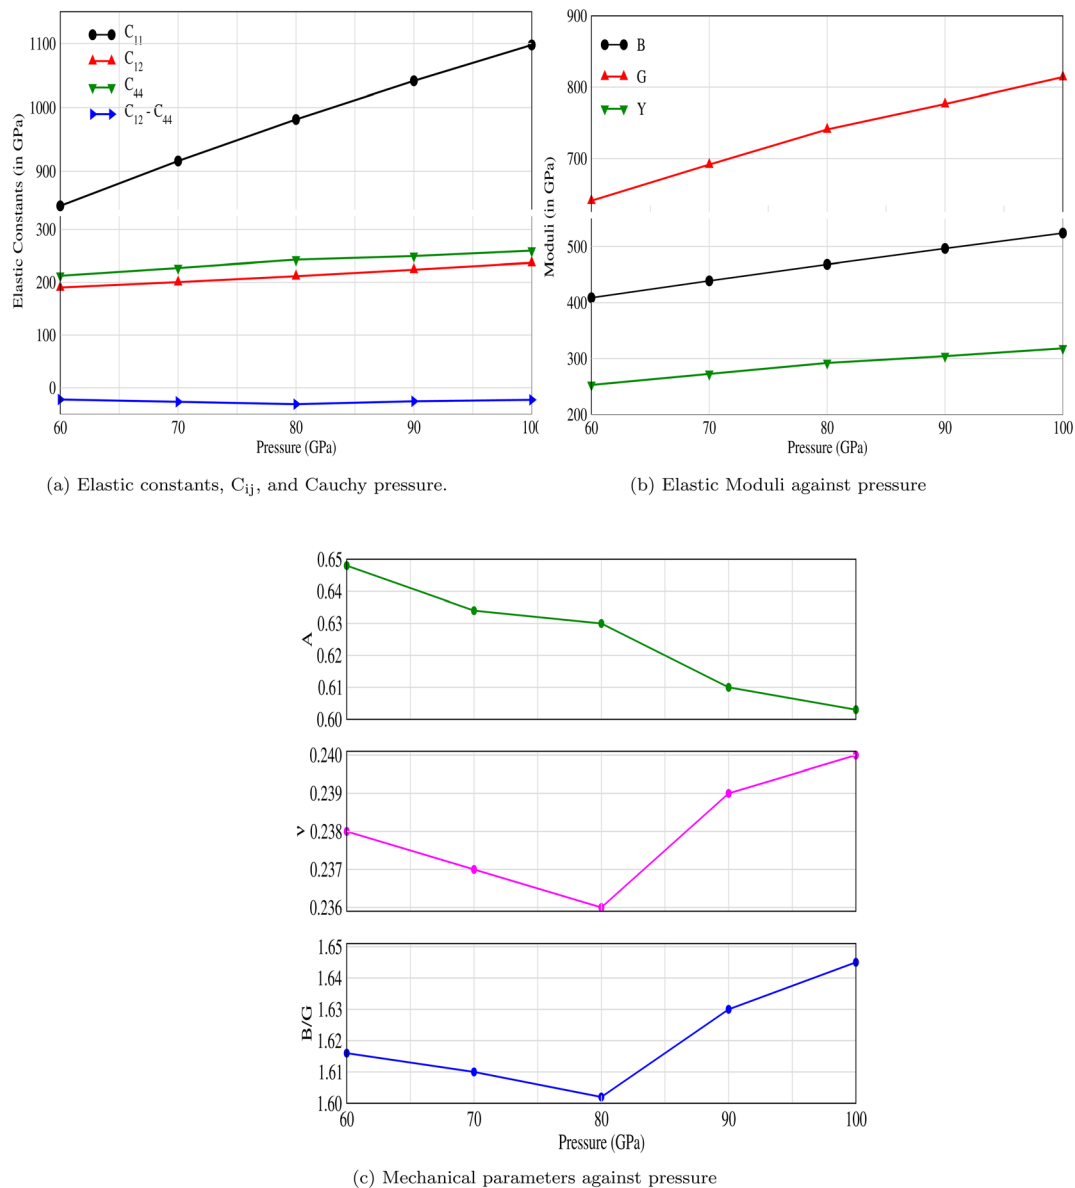 C11
C12
C44
C12 - C44
1100
1000
900
300
200
100
0
Elastic Constants (in GPa)
60 70 80 90 100
Pressure (GPa)
B
G
Y
900
800
700
500
400
300
200
Moduli (in GPa)
60 70 80 90 100
Pressure (GPa)
(a) Elastic constants, Cij, and Cauchy pressure.
(b) Elastic Moduli against pressure
0.65
0.64
0.63
0.62
0.61
0.60
A
0.240
0.239
0.238
0.237
0.236
ν
1.65
1.64
1.63
1.62
1.61
1.60
B/G
60 70 80 90 100
Pressure (GPa)
(c) Mechanical parameters against pressure